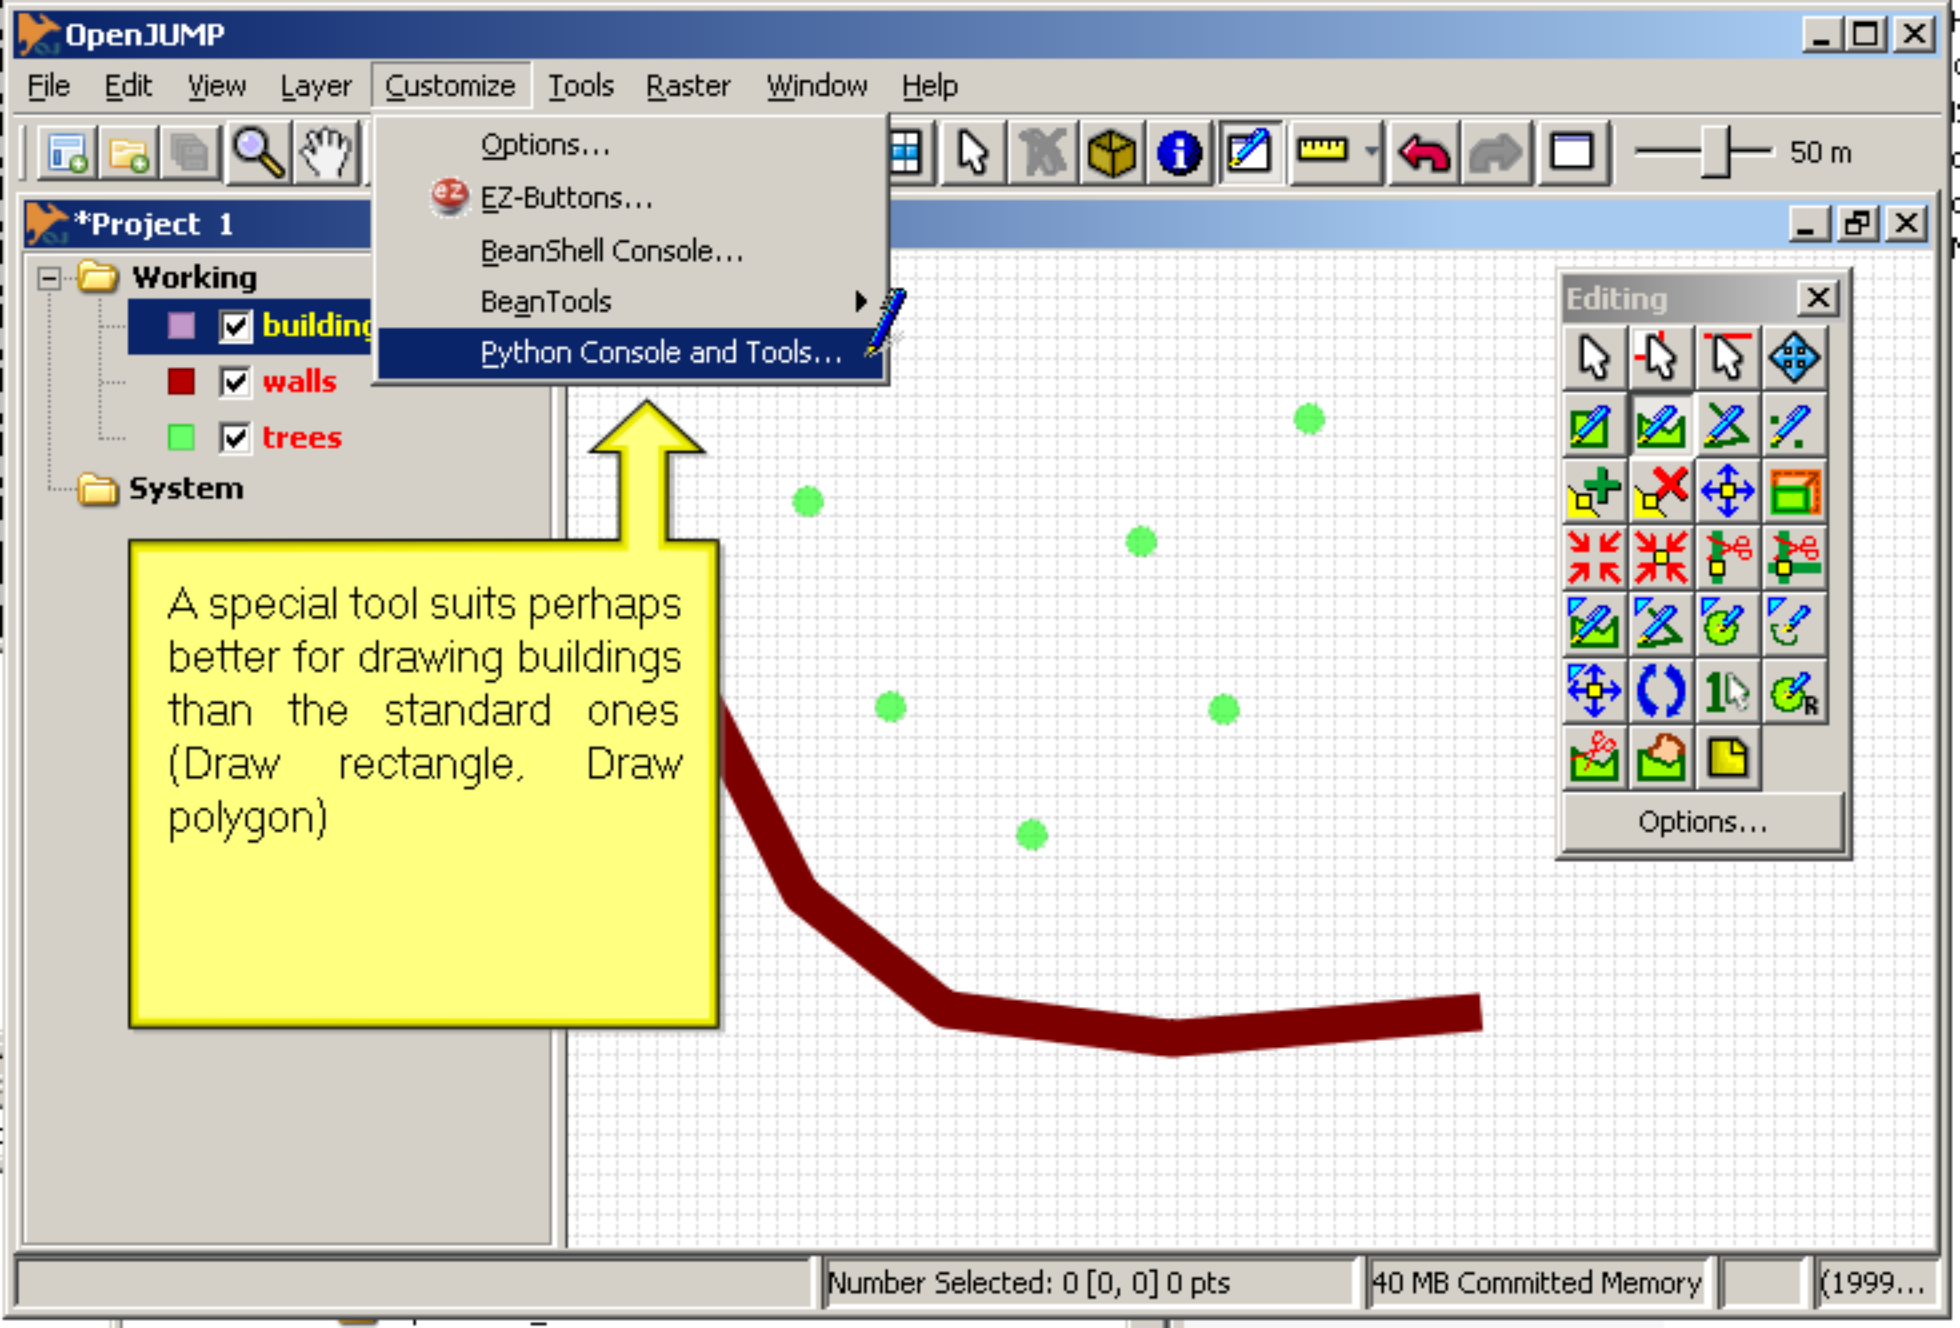 OpenJUMP
File Edit View Layer Customize Tools Raster Window Help
50 m
*Project 1
Options...
EZ-Buttons...
BeanShell Console...
BeanTools
Python Console and Tools...
Working
building
walls
trees
System
A special tool suits perhaps
better for drawing buildings
than the standard ones
(Draw rectangle, Draw
polygon)
Editing
Options...
Number Selected: 0 [0, 0] 0 pts
40 MB Committed Memory
(1999...